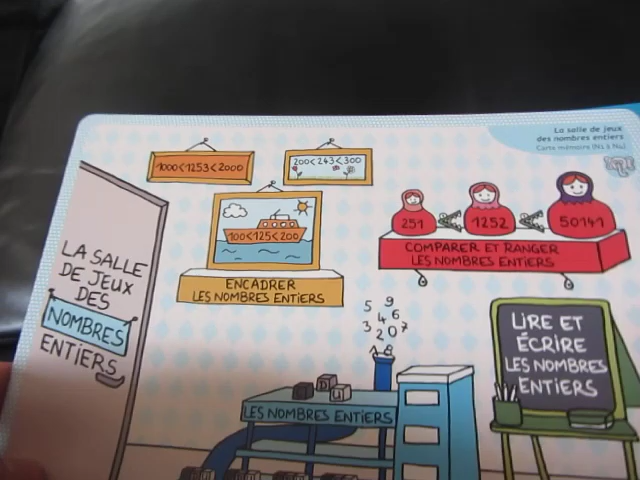 La salle de jeux
des nombres entiers
Carte mémoire (N1 à N4)
1000<1253<2000
200<243<300
100<125<200
ENCADRER
LES NOMBRES ENTIERS
251
1252
50141
COMPARER ET RANGER
LES NOMBRES ENTIERS
LA SALLE
DE JEUX
DES
NOMBRES
ENTIERS
5 9
4 6
3 2 0 7
8
D
U
LES NOMBRES ENTIERS
LIRE ET
ÉCRIRE
LES NOMBRES
ENTIERS